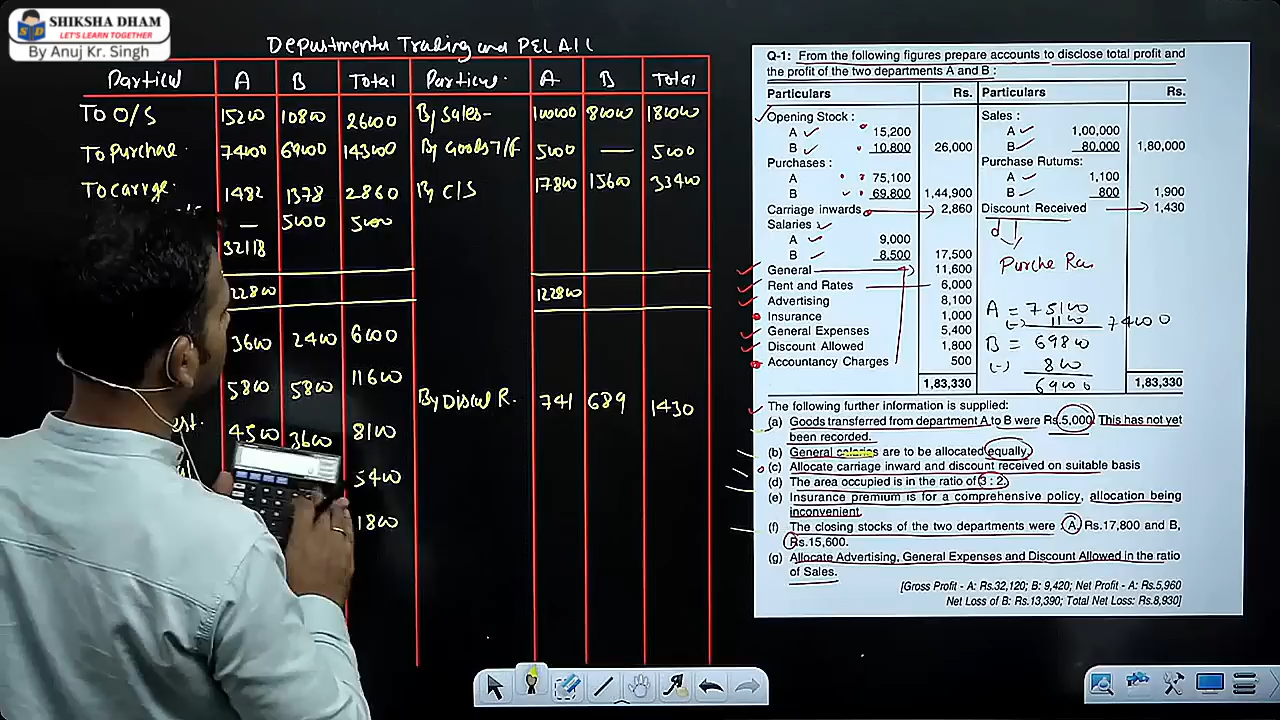 SHIKSHA DHAM
LET'S LEARN TOGETHER
By Anuj Kr. Singh
Departmental Trading and P&L A/c
Particul A B Total Particul. A B Total
To O/S 15200 10800 26000 By Sales- 100000 80000 180000
To Purchase. 74000 69000 143000 By Goods T/F 5000 — 5000
To Carrge. 1482 1378 2860 By C/S 17800 15600 33400
— 5000 5000
32118
22800 122800
3600 2400 6000
5800 5800 11600 By Discul R. 741 689 1430
4500 3600 8100
5400
1800
Q-1: From the following figures prepare accounts to disclose total profit and
the profit of the two departments A and B :
Particulars Rs. Particulars Rs.
Opening Stock : Sales :
A 15,200 A 1,00,000
B 10,800 26,000 B 80,000 1,80,000
Purchases : Purchase Ruturns:
A 75,100 A 1,100
B 69,800 1,44,900 B 800 1,900
Carriage inwards 2,860 Discount Received 1,430
Salaries
A 9,000
B 8,500 17,500
General 11,600
Rent and Rates 6,000
Advertising 8,100
Insurance 1,000
General Expenses 5,400
Discount Allowed 1,800
Accountancy Charges 500
1,83,330 1,83,330
Purche Ra.
A = 75100
(-) 1100 74000
B = 69800
(-) 800
69000
The following further information is supplied:
(a) Goods transferred from department A to B were Rs.5,000. This has not yet
been recorded.
(b) General salaries are to be allocated equally.
(c) Allocate carriage inward and discount received on suitable basis
(d) The area occupied is in the ratio of 3 : 2.
(e) Insurance premium is for a comprehensive policy, allocation being
inconvenient.
(f) The closing stocks of the two departments were : A, Rs.17,800 and B,
Rs.15,600.
(g) Allocate Advertising, General Expenses and Discount Allowed in the ratio
of Sales.
[Gross Profit - A: Rs.32,120; B: 9,420; Net Profit - A: Rs.5,960
Net Loss of B: Rs.13,390; Total Net Loss: Rs.8,930]